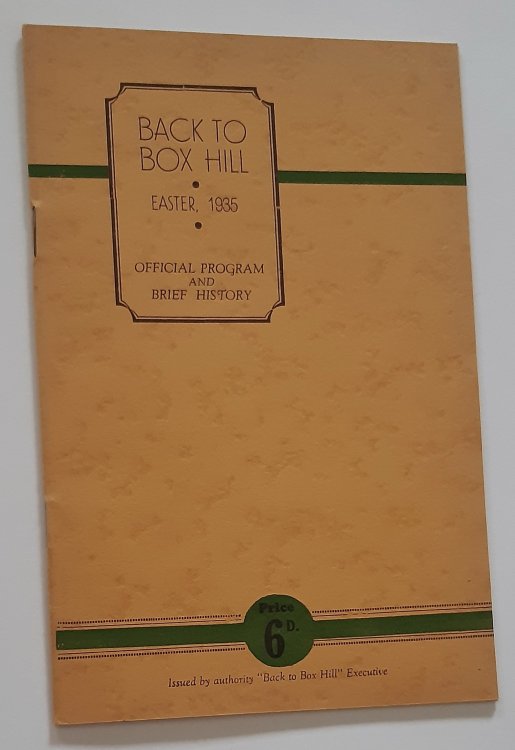 BACK TO
BOX HILL
EASTER, 1935
OFFICIAL PROGRAM
AND
BRIEF HISTORY
Price
6D.
Issued by authority "Back to Box Hill" Executive